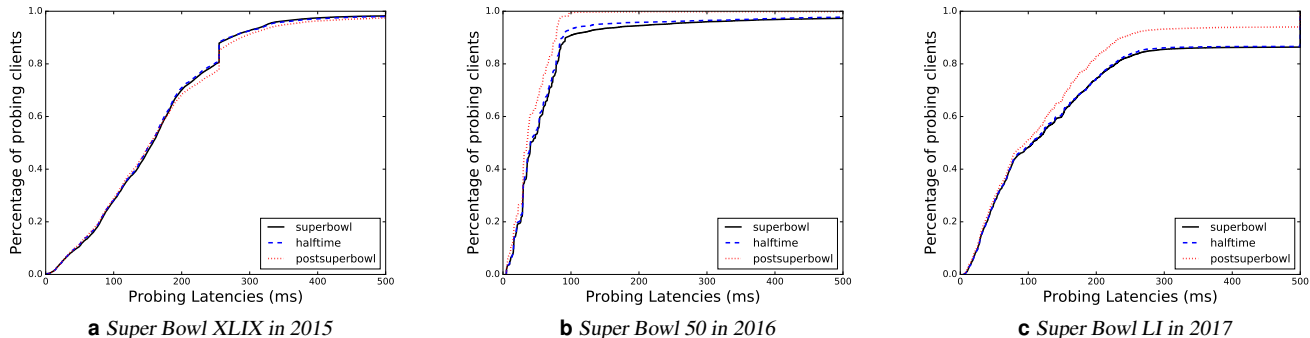 Percentage of probing clients
1.0
0.8
0.6
0.4
0.2
0.0
superbowl
halftime
postsuperbowl
0 100 200 300 400 500
Probing Latencies (ms)
a Super Bowl XLIX in 2015
Percentage of probing clients
1.0
0.8
0.6
0.4
0.2
0.0
superbowl
halftime
postsuperbowl
0 100 200 300 400 500
Probing Latencies (ms)
b Super Bowl 50 in 2016
Percentage of probing clients
1.0
0.8
0.6
0.4
0.2
0.0
superbowl
halftime
postsuperbowl
0 100 200 300 400 500
Probing Latencies (ms)
c Super Bowl LI in 2017